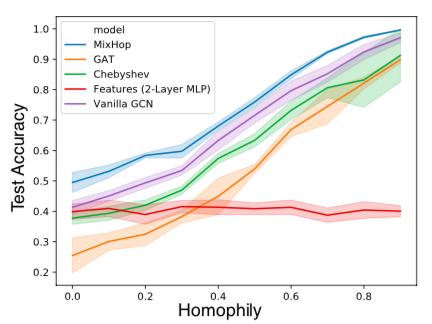 model
MixHop
GAT
Chebyshev
Features (2-Layer MLP)
Vanilla GCN
Test Accuracy
1.0
0.9
0.8
0.7
0.6
0.5
0.4
0.3
0.2
0.0 0.2 0.4 0.6 0.8
Homophily